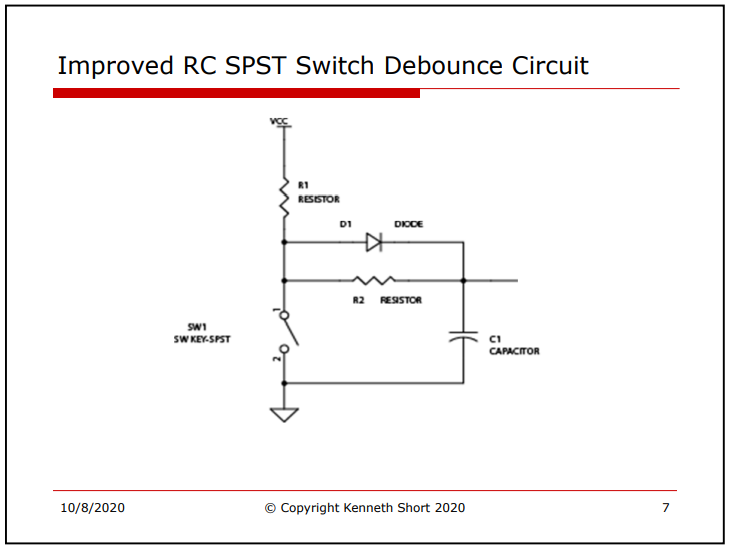 Improved RC SPST Switch Debounce Circuit
VCC
R1
RESISTOR
D1 DIODE
R2 RESISTOR
1
SW1
SW KEY-SPST
2
C1
CAPACITOR
10/8/2020 © Copyright Kenneth Short 2020 7